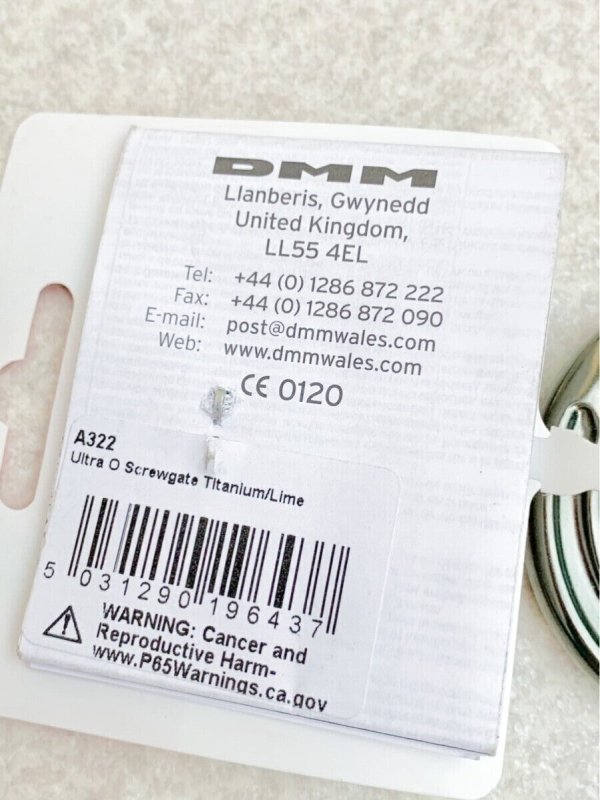 DMM
Llanberis, Gwynedd
United Kingdom,
LL55 4EL
Tel: +44 (0) 1286 872 222
Fax: +44 (0) 1286 872 090
E-mail: post@dmmwales.com
Web: www.dmmwales.com
CE 0120
A322
Ultra O Screwgate Titanium/Lime
5 031290 196437
WARNING: Cancer and
Reproductive Harm-
www.P65Warnings.ca.gov